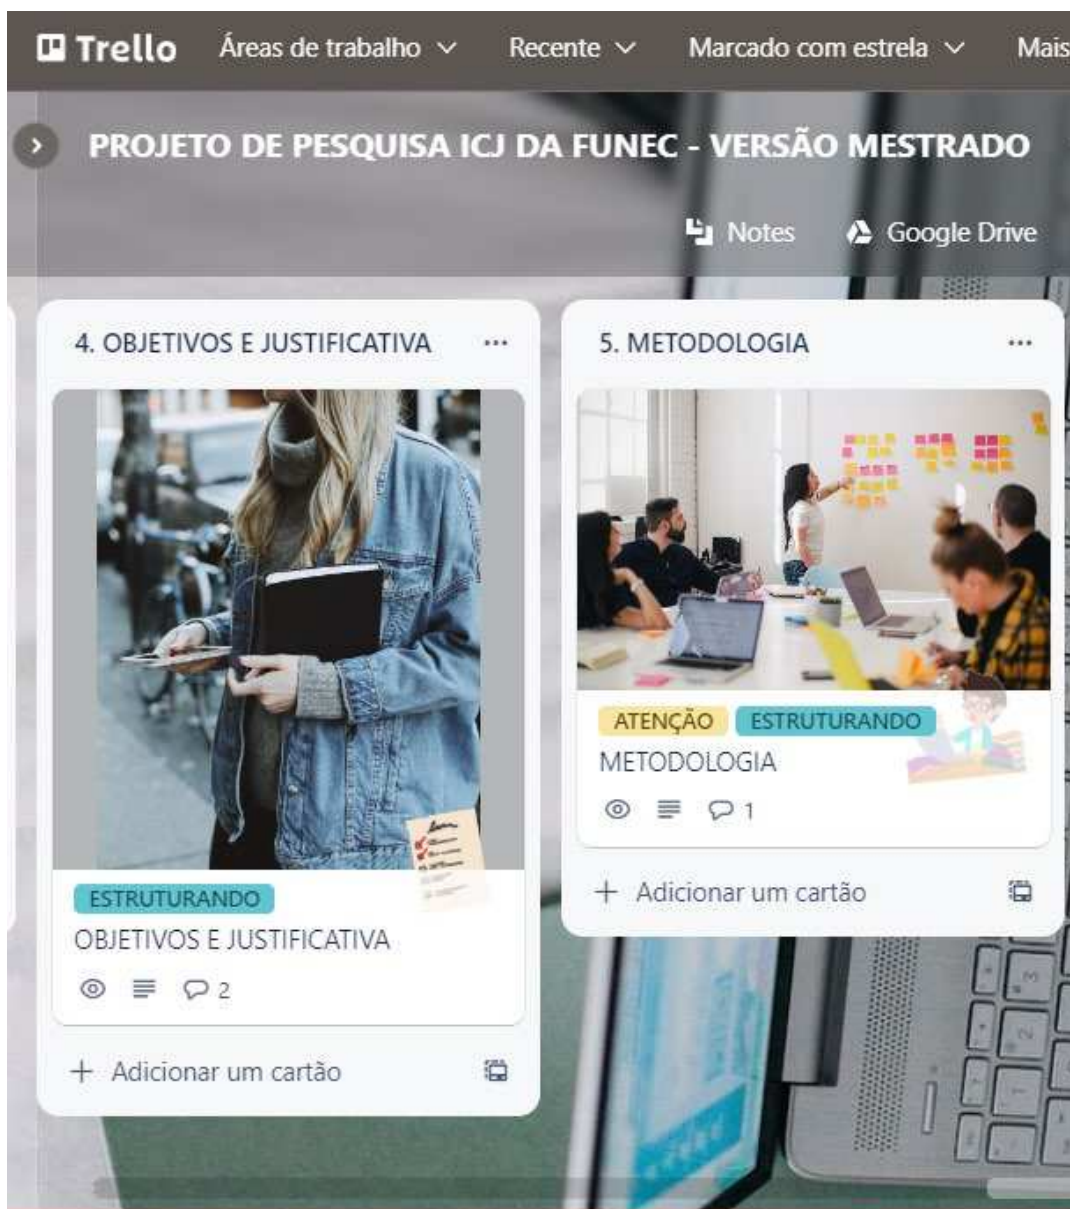 Trello Áreas de trabalho Recente Marcado com estrela Mais
PROJETO DE PESQUISA ICJ DA FUNEC - VERSÃO MESTRADO
Notes Google Drive
4. OBJETIVOS E JUSTIFICATIVA
ESTRUTURANDO
OBJETIVOS E JUSTIFICATIVA
2
+ Adicionar um cartão
5. METODOLOGIA
ATENÇÃO ESTRUTURANDO
METODOLOGIA
1
+ Adicionar um cartão